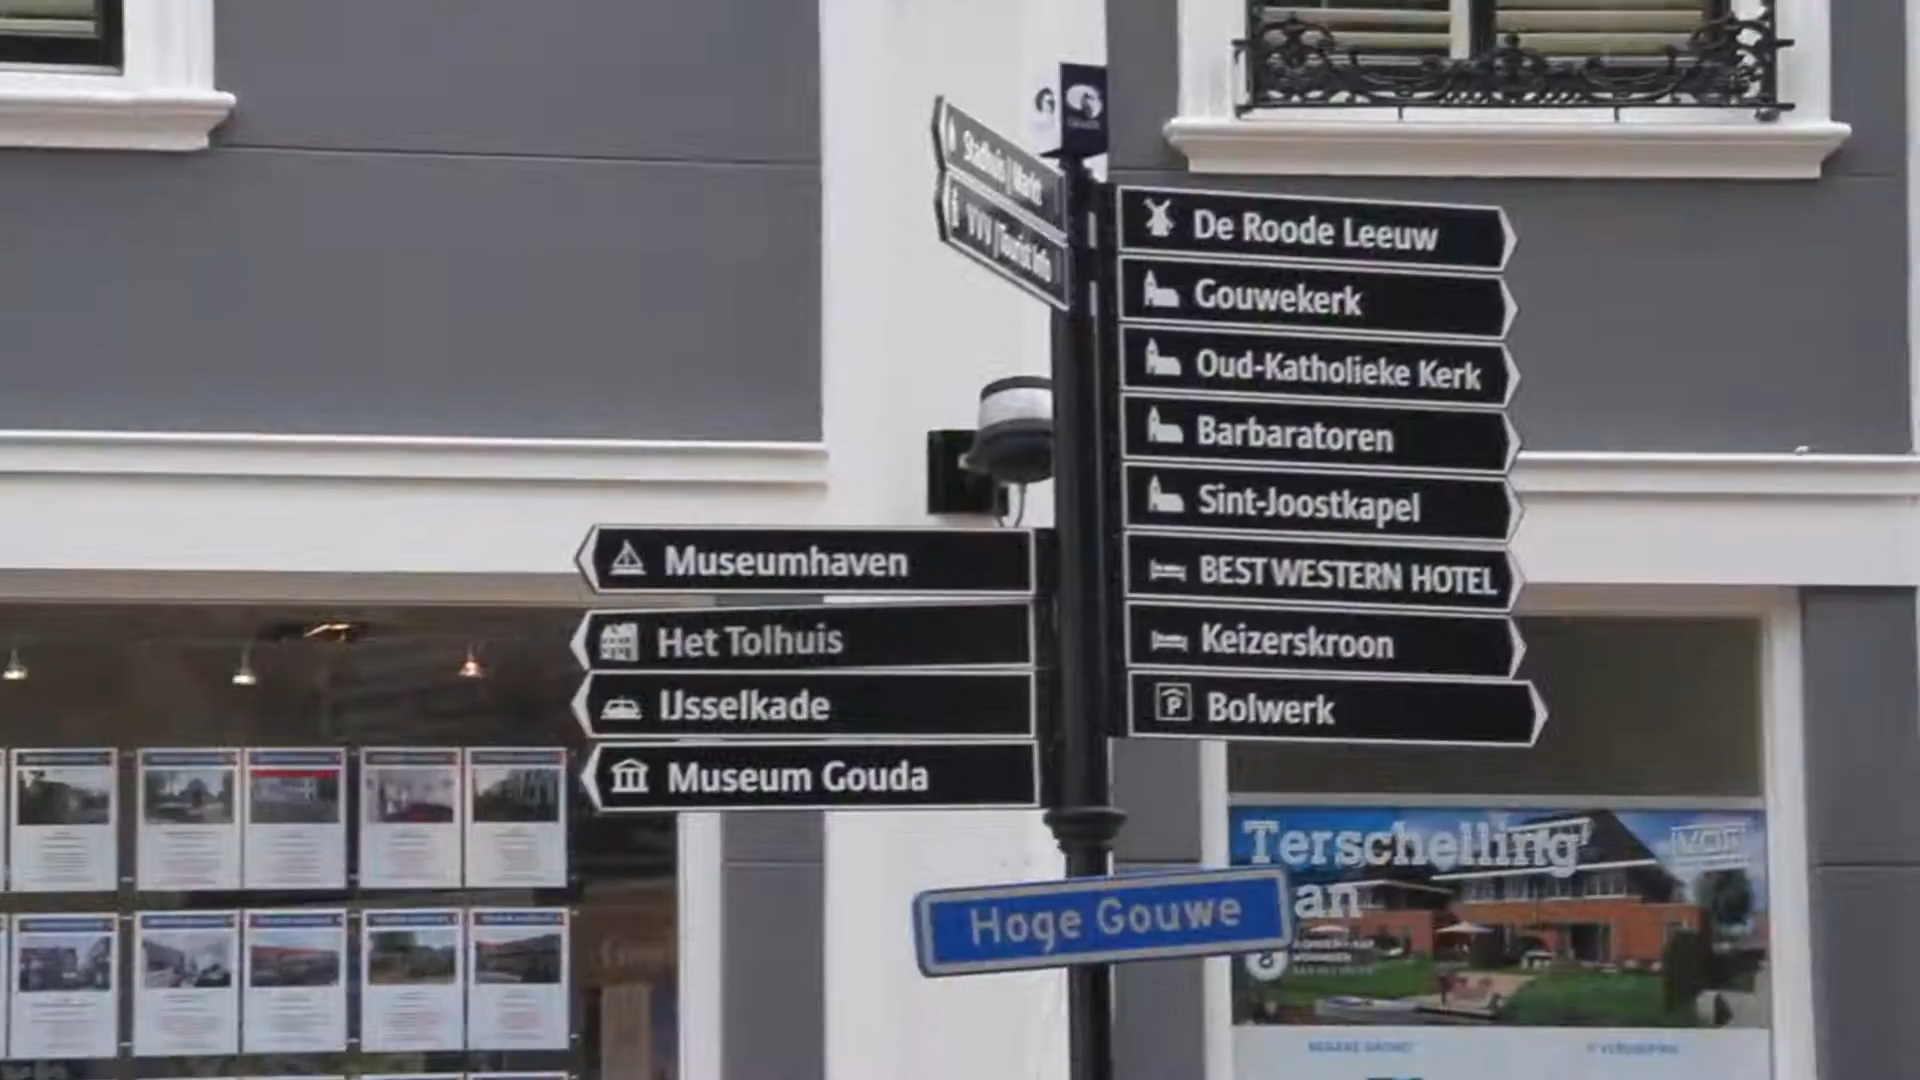 Stadhuis | Markt
VVV | Tourist Info
De Roode Leeuw
Gouwekerk
Oud-Katholieke Kerk
Barbaratoren
Sint-Joostkapel
BEST WESTERN HOTEL
Keizerskroon
P Bolwerk
Museumhaven
Het Tolhuis
IJsselkade
Museum Gouda
Hoge Gouwe
Terschelling
an